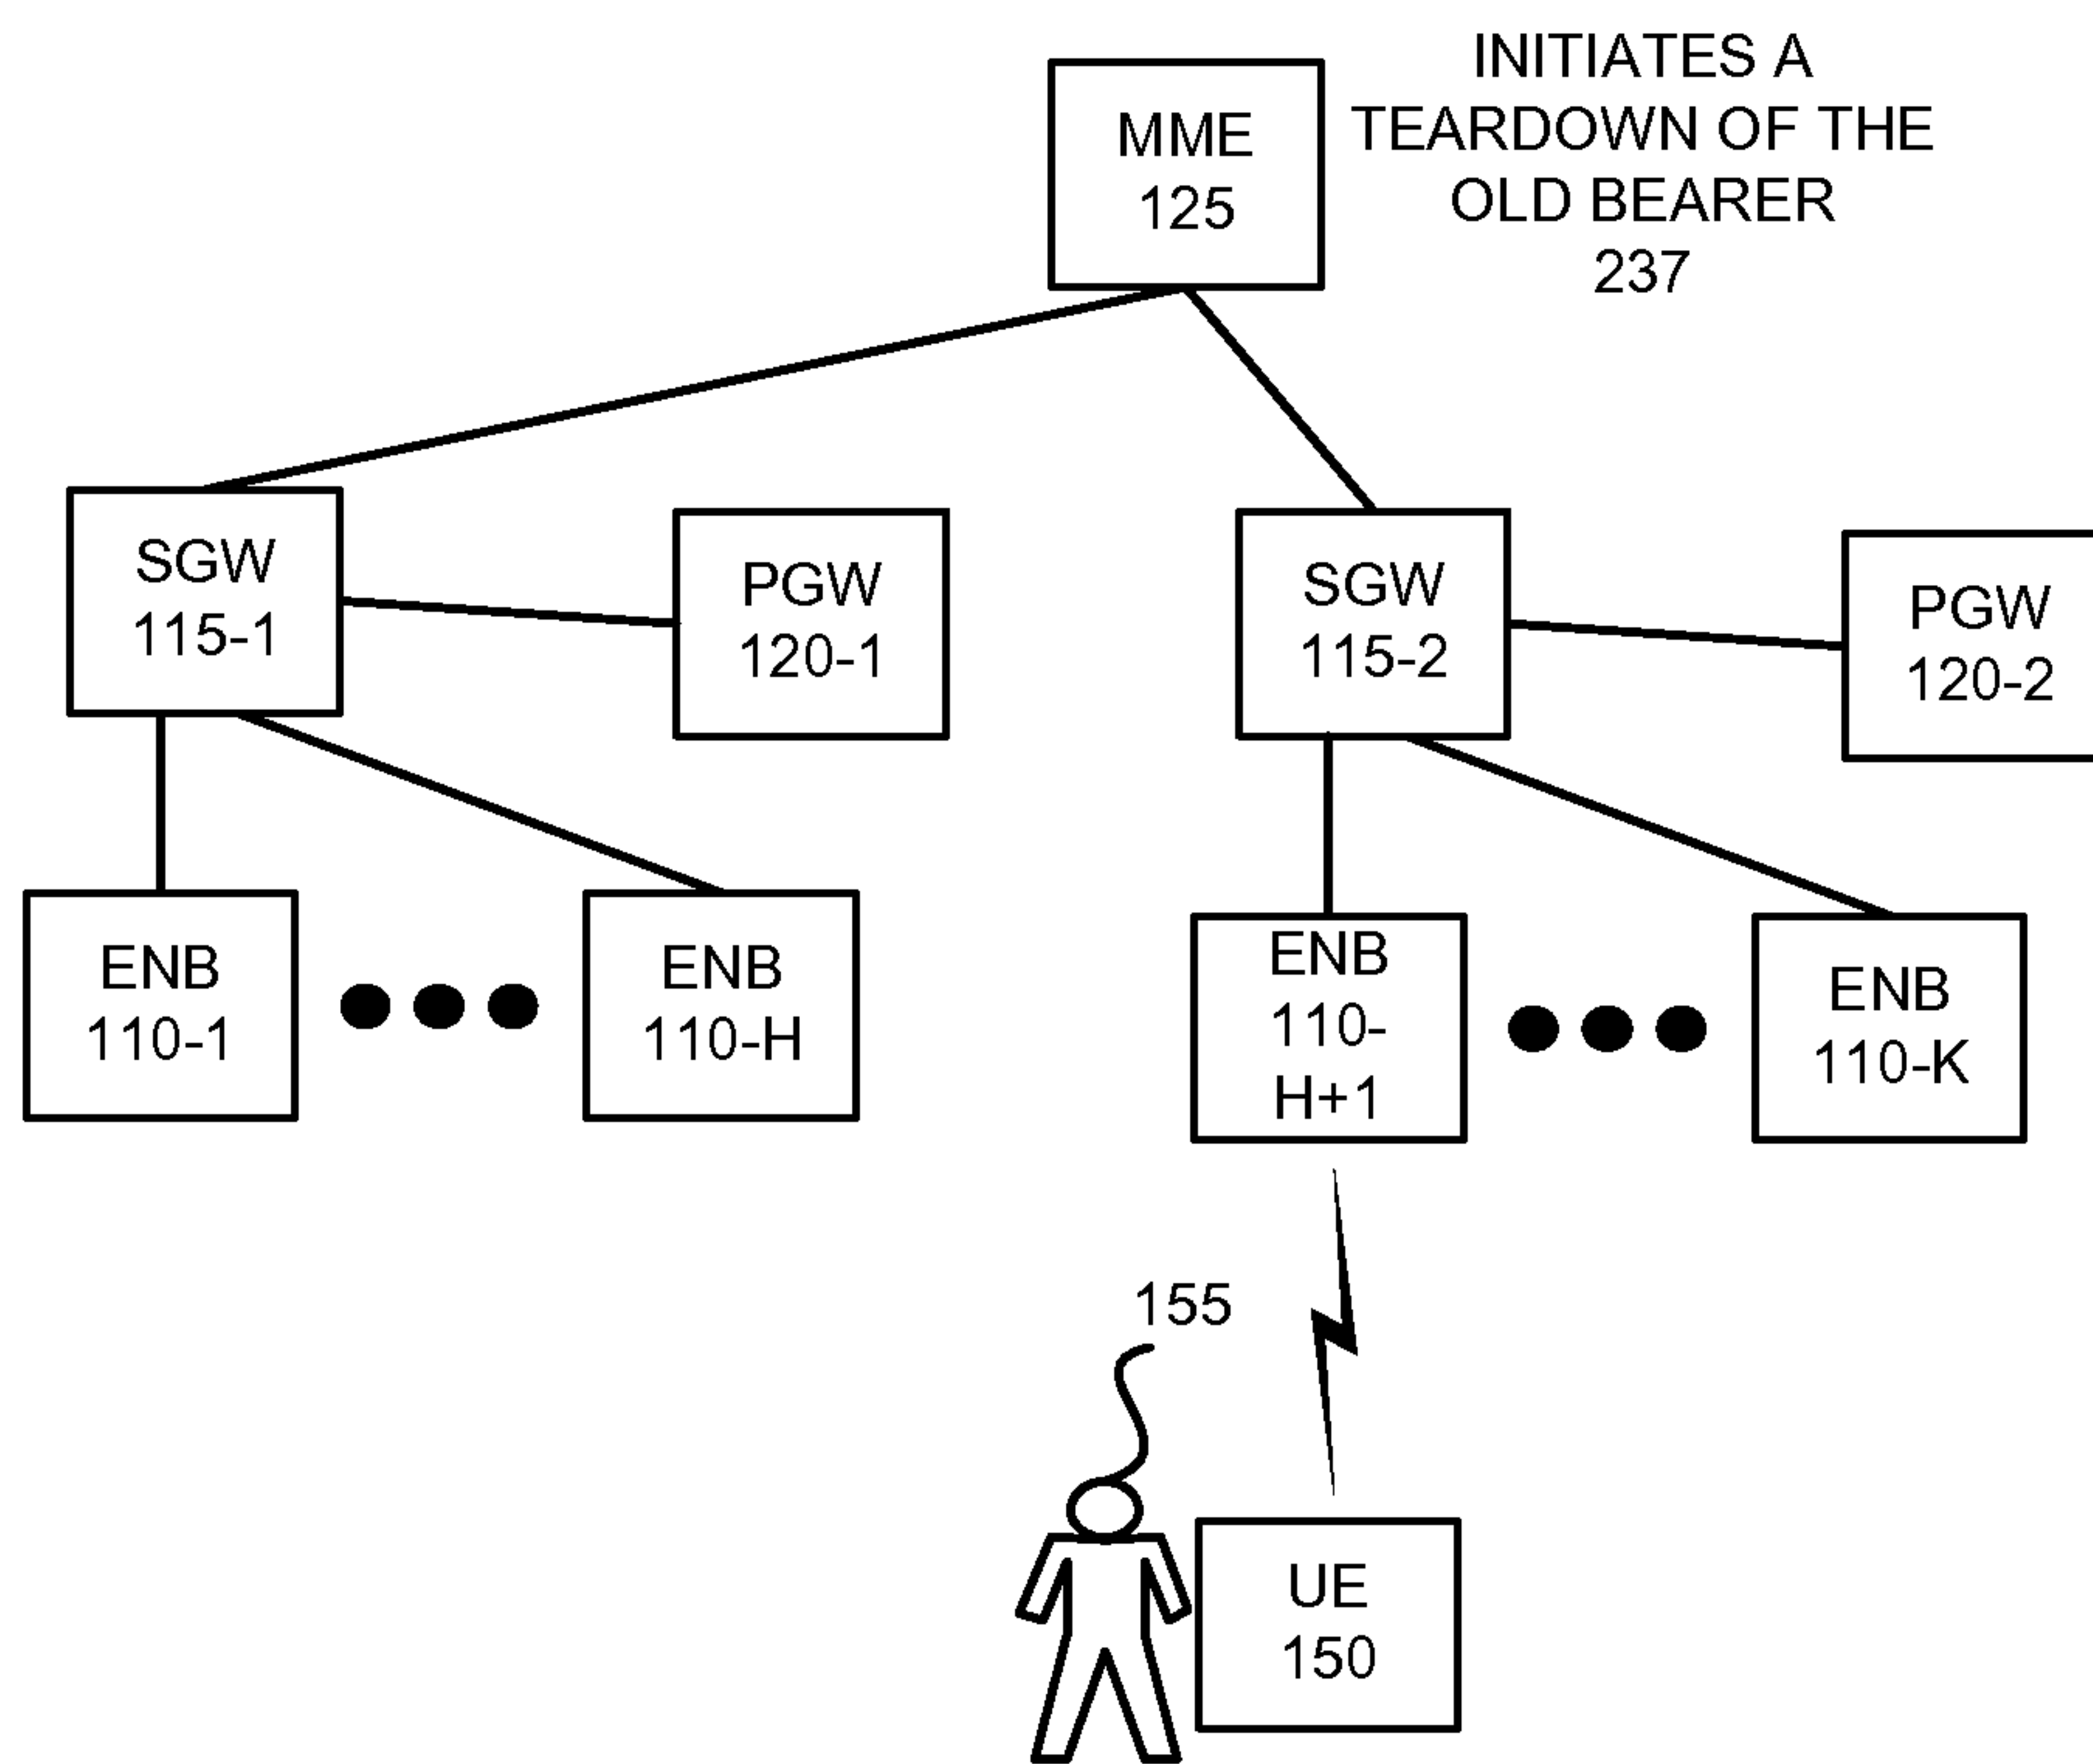 INITIATES A
TEARDOWN OF THE
OLD BEARER
237
MME
125
SGW
115-1
PGW
120-1
SGW
115-2
PGW
120-2
ENB
110-1
ENB
110-H
ENB
110-
H+1
ENB
110-K
155
UE
150